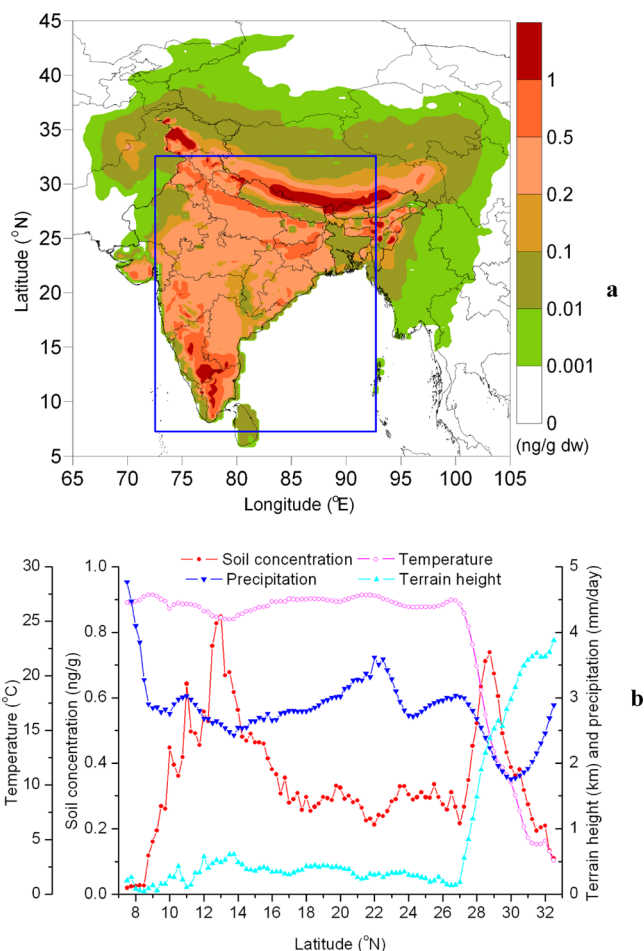 45
40
35
30
25
20
15
10
5
Latitude (°N)
65 70 75 80 85 90 95 100 105
Longitude (°E)
1
0.5
0.2
0.1
0.01
0.001
0
(ng/g dw)
a
Soil concentration Temperature
Precipitation Terrain height
30
25
20
15
10
5
0
Temperature (°C)
1.0
0.8
0.6
0.4
0.2
0.0
Soil concentration (ng/g)
5
4
3
2
1
0
Terrain height (km) and precipitation (mm/day)
8 10 12 14 16 18 20 22 24 26 28 30 32
Latitude (°N)
b